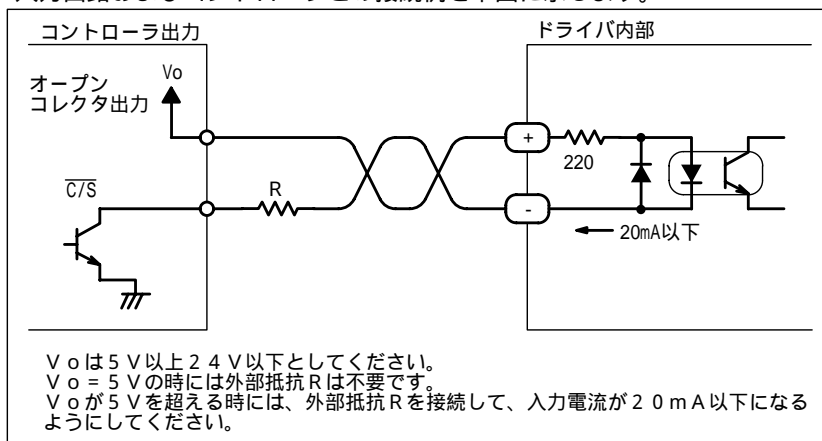 コントローラ出力
ドライバ内部
オープン
コレクタ出力
Vo
C/S
R
+
220
-
20mA以下
Ｖｏは５Ｖ以上２４Ｖ以下としてください。
Ｖｏ＝５Ｖの時には外部抵抗Ｒは不要です。
Ｖｏが５Ｖを超える時には、外部抵抗Ｒを接続して、入力電流が２０ｍＡ以下になる
ようにしてください。